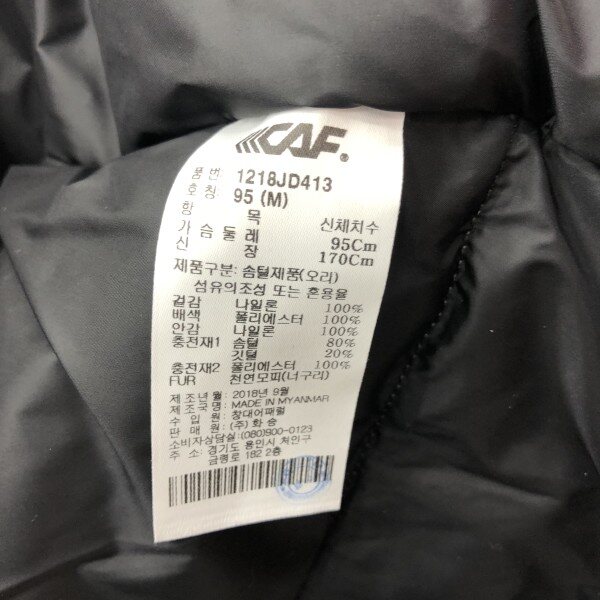 CAF®
품 번: 1218JD413
호 칭: 95 (M)
항 목 신체치수
가 슴 둘 레 95Cm
신 장 170Cm
제품구분: 솜털제품(오리)
섬유의조성 또는 혼용율
겉감 나일론 100%
배색 폴리에스터 100%
안감 나일론 100%
충전재1 솜털 80%
깃털 20%
충전재2 폴리에스터 100%
FUR 천연모피(너구리)
제 조 년 월: 2018년 9월
제 조 국 명: MADE IN MYANMAR
수 입 원: 창대어패럴
판 매 원: (주) 화 승
소비자상담실: (080)900-0123
주 소: 경기도 용인시 처인구
금령로 182 2층